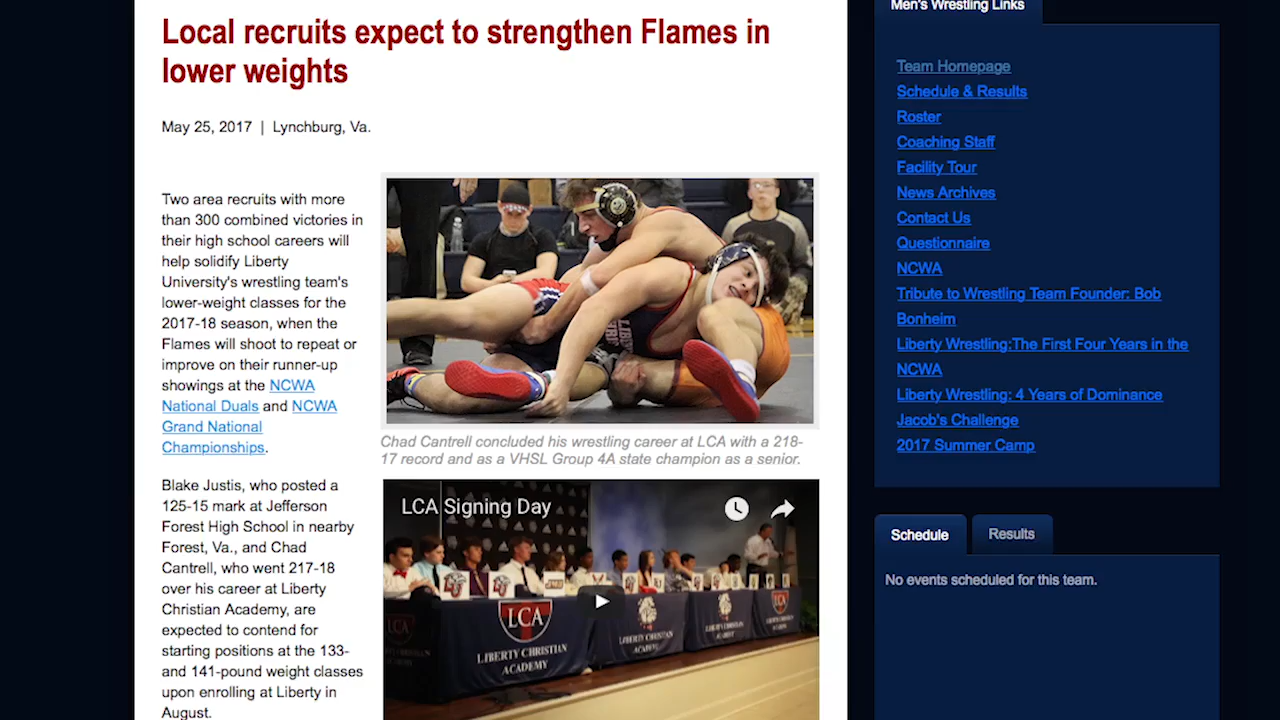 Local recruits expect to strengthen Flames in
lower weights
May 25, 2017 | Lynchburg, Va.
Two area recruits with more
than 300 combined victories in
their high school careers will
help solidify Liberty
University's wrestling team's
lower-weight classes for the
2017-18 season, when the
Flames will shoot to repeat or
improve on their runner-up
showings at the NCWA
National Duals and NCWA
Grand National
Championships.
Chad Cantrell concluded his wrestling career at LCA with a 218-
17 record and as a VHSL Group 4A state champion as a senior.
Blake Justis, who posted a
125-15 mark at Jefferson
Forest High School in nearby
Forest, Va., and Chad
Cantrell, who went 217-18
over his career at Liberty
Christian Academy, are
expected to contend for
starting positions at the 133-
and 141-pound weight classes
upon enrolling at Liberty in
August.
LCA Signing Day
LCA
LIBERTY CHRISTIAN
ACADEMY
LIBERTY CHRISTIAN
ACADEMY
Men's Wrestling Links
Team Homepage
Schedule & Results
Roster
Coaching Staff
Facility Tour
News Archives
Contact Us
Questionnaire
NCWA
Tribute to Wrestling Team Founder: Bob
Bonheim
Liberty Wrestling:The First Four Years in the
NCWA
Liberty Wrestling: 4 Years of Dominance
Jacob's Challenge
2017 Summer Camp
Schedule
Results
No events scheduled for this team.